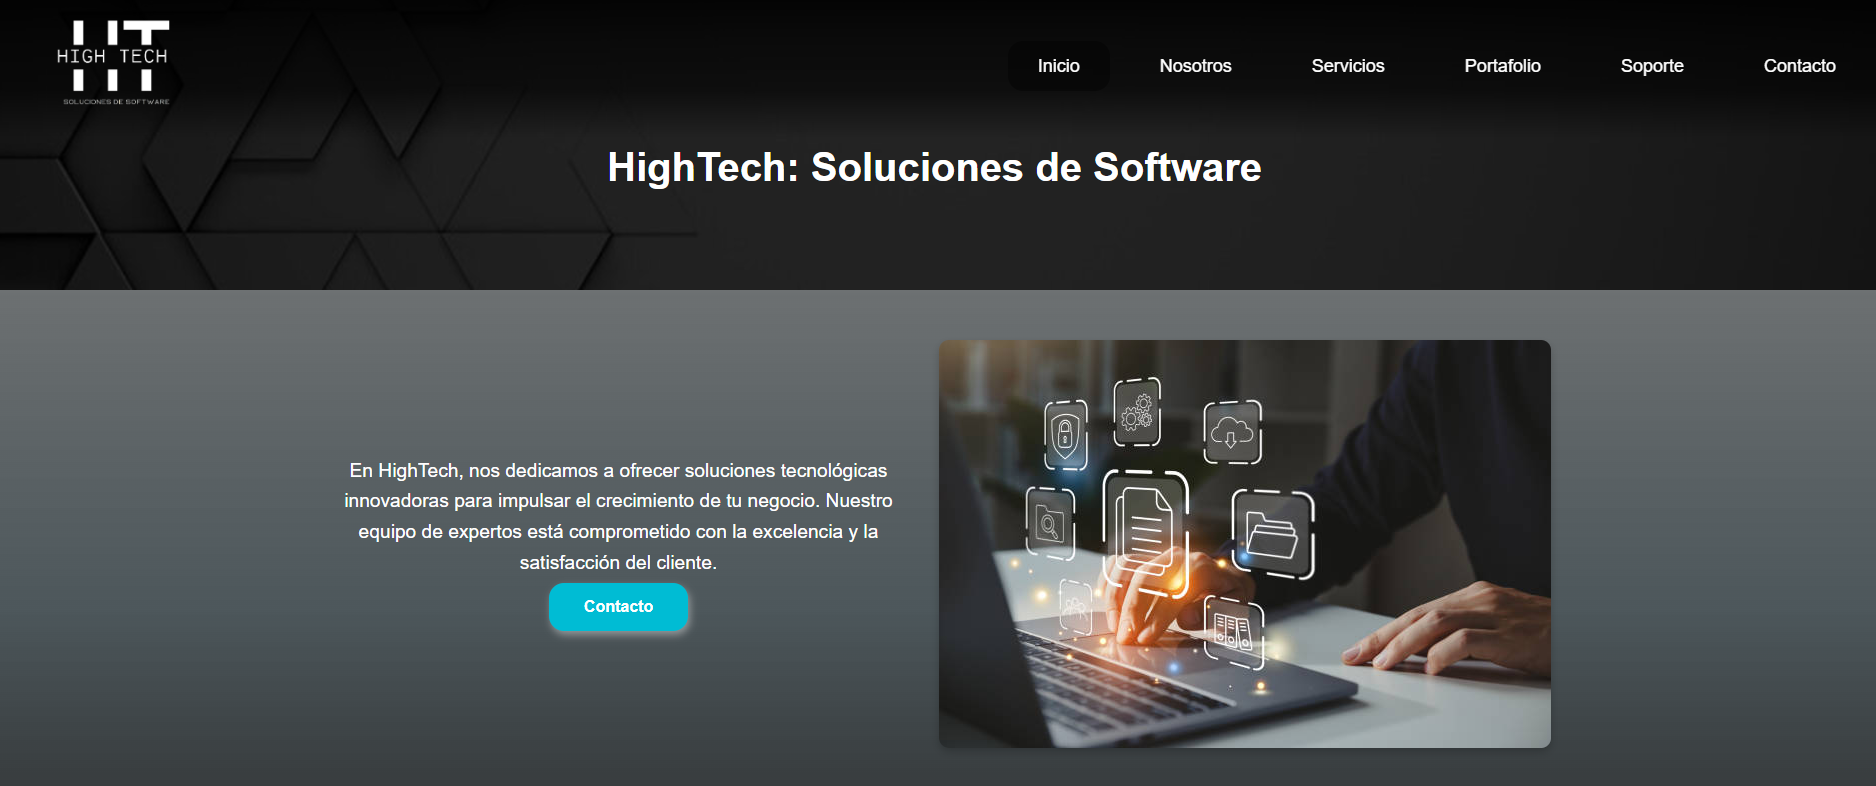 HIGH TECH
SOLUCIONES DE SOFTWARE
Inicio
Nosotros
Servicios
Portafolio
Soporte
Contacto
HighTech: Soluciones de Software
En HighTech, nos dedicamos a ofrecer soluciones tecnológicas
innovadoras para impulsar el crecimiento de tu negocio. Nuestro
equipo de expertos está comprometido con la excelencia y la
satisfacción del cliente.
Contacto